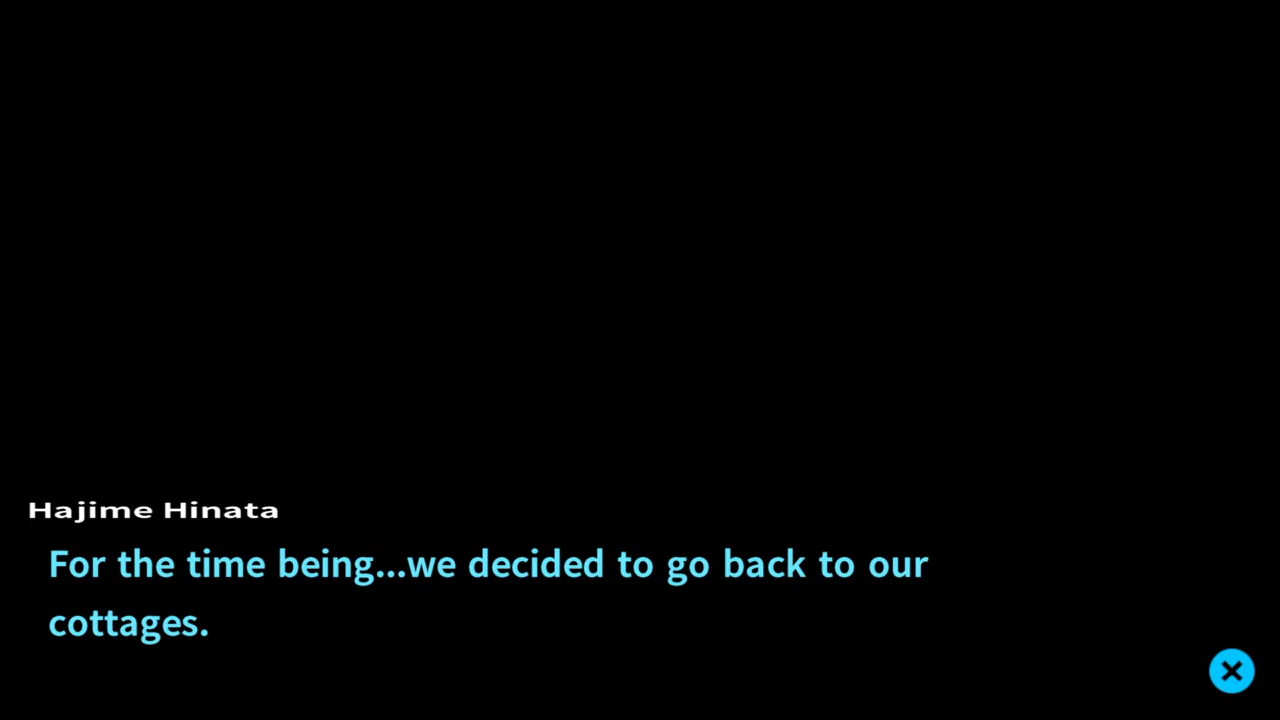 Hajime Hinata
For the time being...we decided to go back to our
cottages.